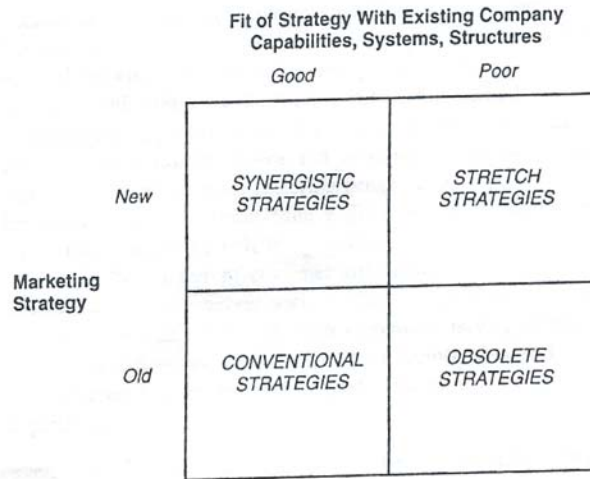 Fit of Strategy With Existing Company
Capabilities, Systems, Structures
Good
Poor
New
SYNERGISTIC
STRATEGIES
STRETCH
STRATEGIES
Marketing
Strategy
Old
CONVENTIONAL
STRATEGIES
OBSOLETE
STRATEGIES